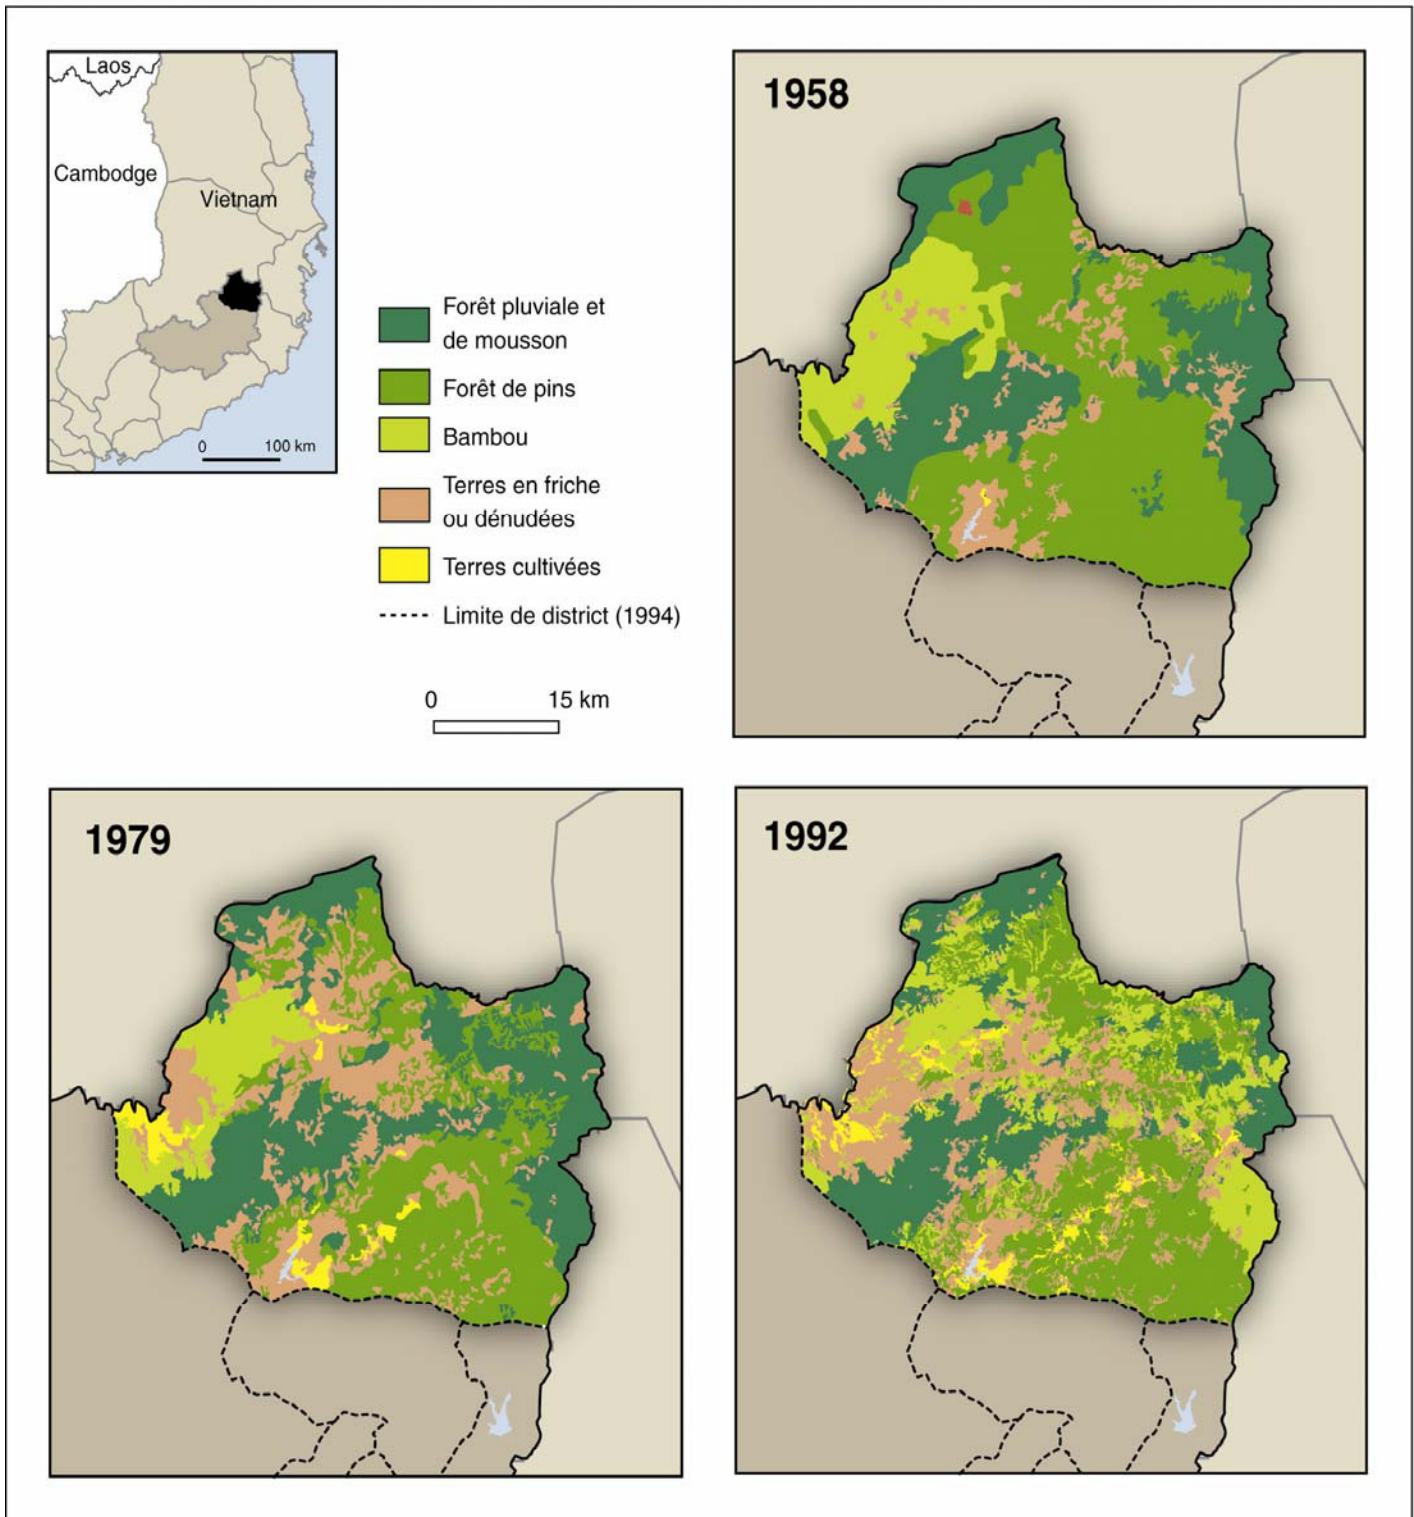 Laos
Cambodge
Vietnam
0 100 km
Forêt pluviale et
de mousson
Forêt de pins
Bambou
Terres en friche
ou dénudées
Terres cultivées
Limite de district (1994)
0 15 km
1958
1979
1992